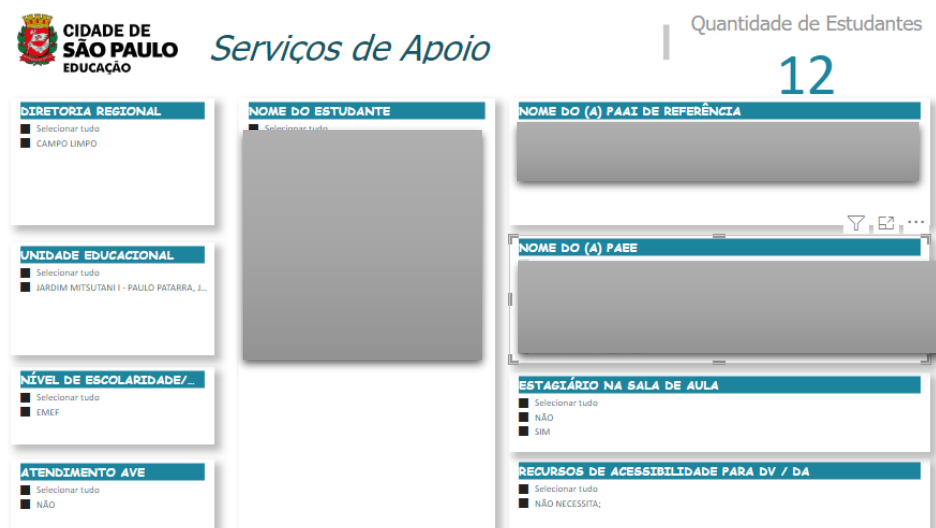 CIDADE DE
SÃO PAULO
EDUCAÇÃO
Serviços de Apoio
Quantidade de Estudantes
12
DIRETORIA REGIONAL
Selecionar tudo
CAMPO LIMPO
UNIDADE EDUCACIONAL
Selecionar tudo
JARDIM MITSUTANI I - PAULO PATARRA, J...
NÍVEL DE ESCOLARIDADE/...
Selecionar tudo
EMEF
ATENDIMENTO AVE
Selecionar tudo
NÃO
NOME DO ESTUDANTE
Selecionar tudo
NOME DO (A) PAAI DE REFERÊNCIA
NOME DO (A) PAEE
ESTAGIÁRIO NA SALA DE AULA
Selecionar tudo
NÃO
SIM
RECURSOS DE ACESSIBILIDADE PARA DV / DA
Selecionar tudo
NÃO NECESSITA;